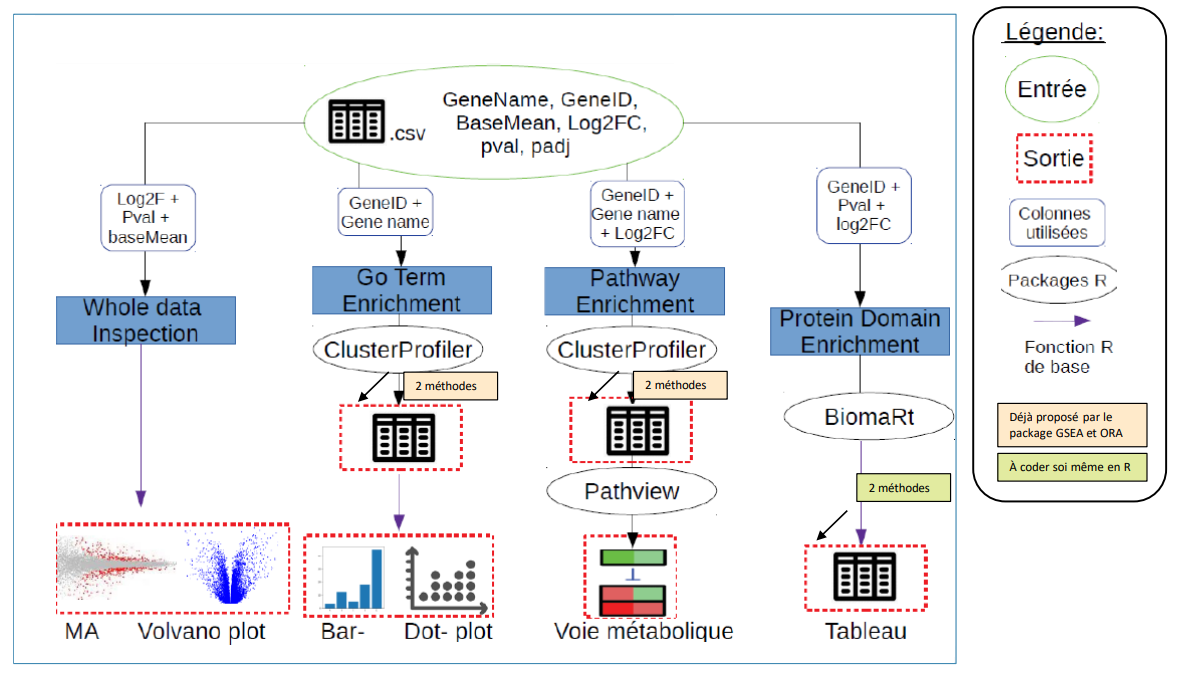 GeneName, GeneID,
BaseMean, Log2FC,
pval, padj
.csv
Log2F +
Pval +
baseMean
Whole data
Inspection
MA
Volvano plot
GeneID +
Gene name
Go Term
Enrichment
ClusterProfiler
2 méthodes
Bar-
Dot- plot
GeneID +
Gene name
+ Log2FC
Pathway
Enrichment
ClusterProfiler
2 méthodes
Pathview
Voie métabolique
GeneID +
Pval +
log2FC
Protein Domain
Enrichment
BiomaRt
2 méthodes
Tableau
Légende:
Entrée
Sortie
Colonnes
utilisées
Packages R
Fonction R
de base
Déjà proposé par le
package GSEA et ORA
À coder soi même en R